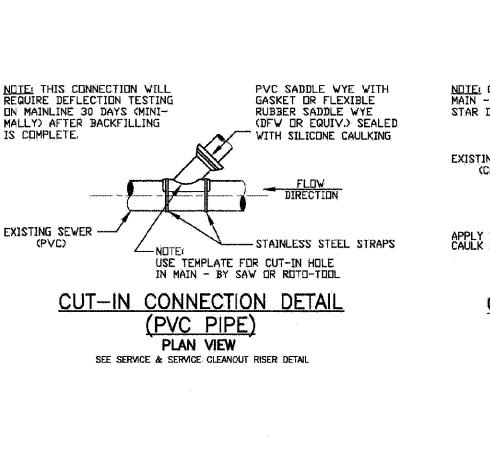 NOTE: THIS CONNECTION WILL
REQUIRE DEFLECTION TESTING
ON MAINLINE 30 DAYS (MINI-
MALLY) AFTER BACKFILLING
IS COMPLETE.
PVC SADDLE WYE WITH
GASKET OR FLEXIBLE
RUBBER SADDLE WYE
(DFW OR EQUIV.) SEALED
WITH SILICONE CAULKING
FLOW
DIRECTION
EXISTING SEWER
(PVC)
STAINLESS STEEL STRAPS
NOTE:
USE TEMPLATE FOR CUT-IN HOLE
IN MAIN - BY SAW OR ROTO-TOOL
CUT-IN CONNECTION DETAIL
(PVC PIPE)
PLAN VIEW
SEE SERVICE & SERVICE CLEANOUT RISER DETAIL
NOTE:
MAIN -
STAR
EXISTIN
APPLY
CAULK